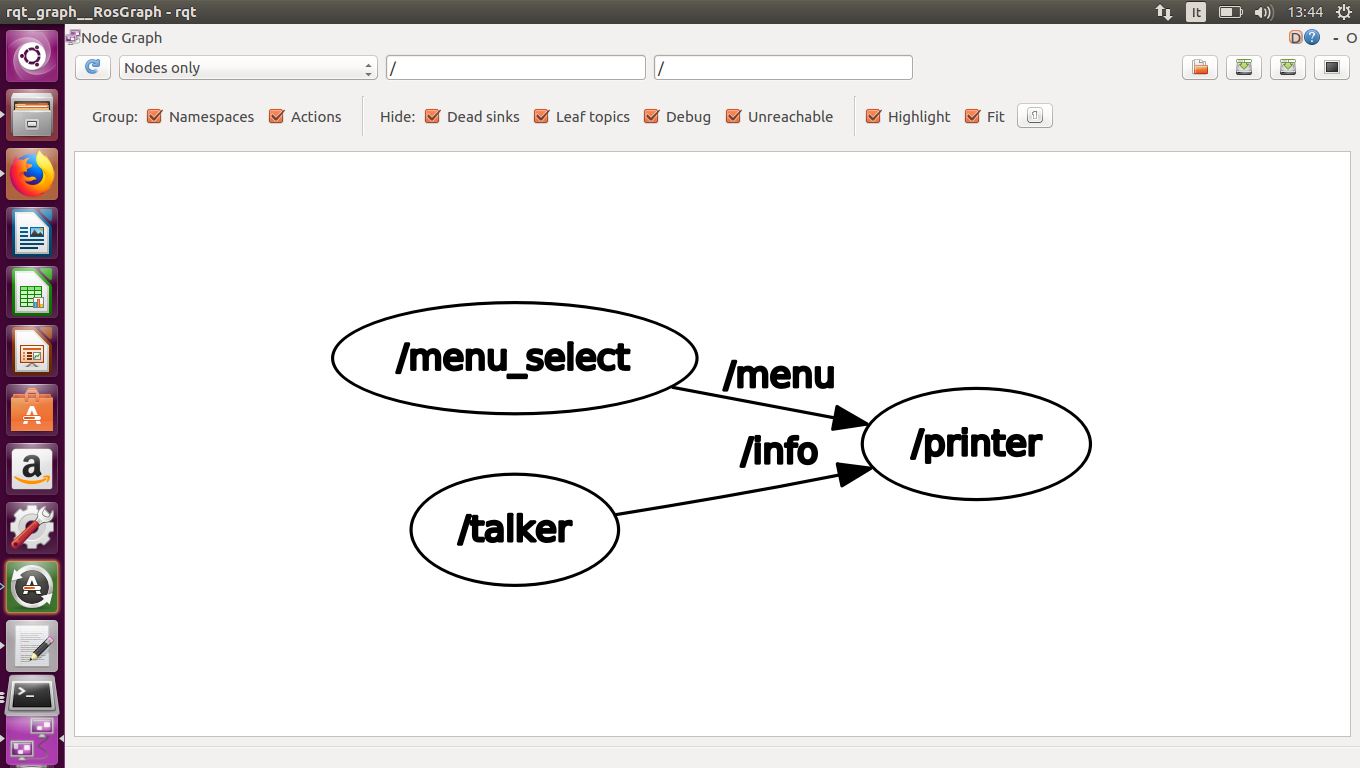 rqt_graph__RosGraph - rqt
It
13:44
Node Graph
D
?
- O
Nodes only
/
/
Group:
Namespaces
Actions
Hide:
Dead sinks
Leaf topics
Debug
Unreachable
Highlight
Fit
/menu_select
/menu
/info
/printer
/talker
a
>_